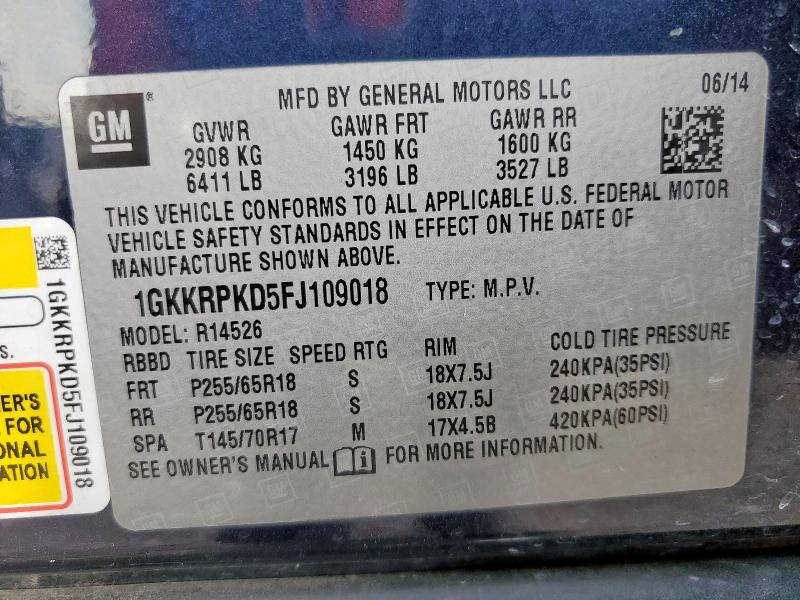 GM
MFD BY GENERAL MOTORS LLC 06/14
GVWR GAWR FRT GAWR RR
2908 KG 1450 KG 1600 KG
6411 LB 3196 LB 3527 LB
THIS VEHICLE CONFORMS TO ALL APPLICABLE U.S. FEDERAL MOTOR
VEHICLE SAFETY STANDARDS IN EFFECT ON THE DATE OF
MANUFACTURE SHOWN ABOVE.
1GKKRPKD5FJ109018 TYPE: M.P.V.
MODEL: R14526
RBBD TIRE SIZE SPEED RTG RIM COLD TIRE PRESSURE
FRT P255/65R18 S 18X7.5J 240KPA(35PSI)
RR P255/65R18 S 18X7.5J 240KPA(35PSI)
SPA T145/70R17 M 17X4.5B 420KPA(60PSI)
SEE OWNER'S MANUAL FOR MORE INFORMATION.
1GKKRPKD5FJ109018
S.
ER'S
FOR
ONAL
ATION